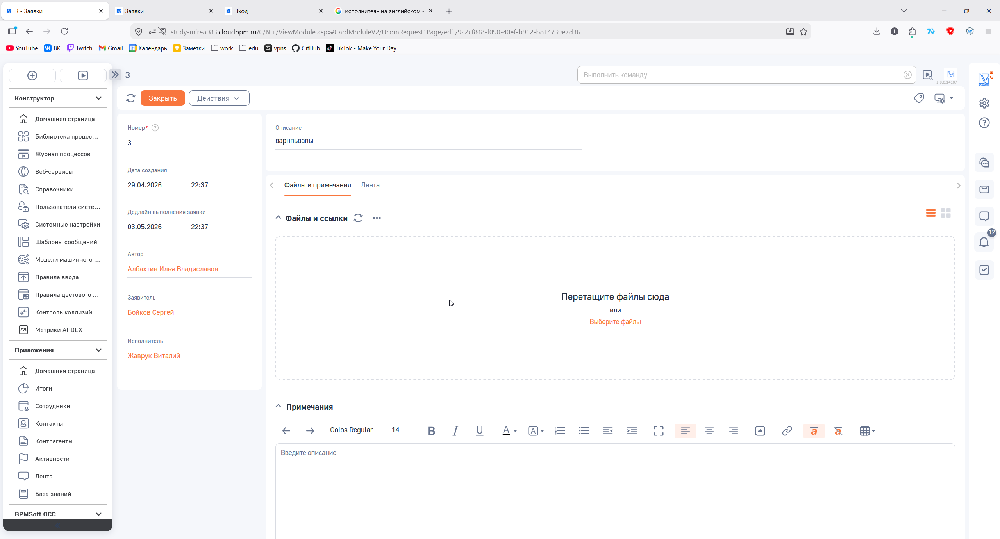 3 - Заявки
Заявки
Вход
исполнитель на английском -
study-mirea083.cloudbpm.ru/0/Nui/ViewModule.aspx#CardModuleV2/UcomRequest1Page/edit/9a2cf848-f090-40ef-b952-b814739e7d36
YouTube
ВК
Twitch
Gmail
Календарь
Заметки
work
edu
vpns
GitHub
TikTok - Make Your Day
3
Выполнить команду
1.8.0.14107
Закрыть
Действия
Конструктор
Домашняя страница
Библиотека процес...
Журнал процессов
Веб-сервисы
Справочники
Пользователи систе...
Системные настройки
Шаблоны сообщений
Модели машинного ...
Правила ввода
Правила цветового ...
Контроль коллизий
Метрики APDEX
Приложения
Домашняя страница
Итоги
Сотрудники
Контакты
Контрагенты
Активности
Лента
База знаний
BPMSoft ОСС
Номер*
3
Дата создания
29.04.2026 22:37
Дедлайн выполнения заявки
03.05.2026 22:37
Автор
Албахтин Илья Владиславов...
Заявитель
Бойков Сергей
Исполнитель
Жаврук Виталий
Описание
варнпьвапы
Файлы и примечания
Лента
Файлы и ссылки
Перетащите файлы сюда
или
Выберите файлы
Примечания
Golos Regular
14
Введите описание
12
ЮКОМС